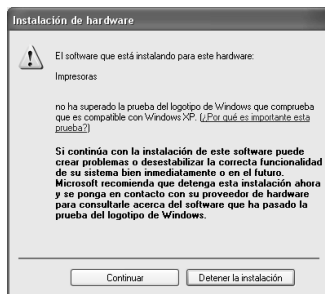 Instalación de hardware
El software que está instalando para este hardware:
Impresoras
no ha superado la prueba del logotipo de Windows que comprueba
que es compatible con Windows XP. (¿Por qué es importante esta
prueba?)
Si continúa con la instalación de este software puede
crear problemas o desestabilizar la correcta funcionalidad
de su sistema bien inmediatamente o en el futuro.
Microsoft recomienda que detenga esta instalación ahora
y se ponga en contacto con su proveedor de hardware
para consultarle acerca del software que ha pasado la
prueba del logotipo de Windows.
Continuar
Detener la instalación